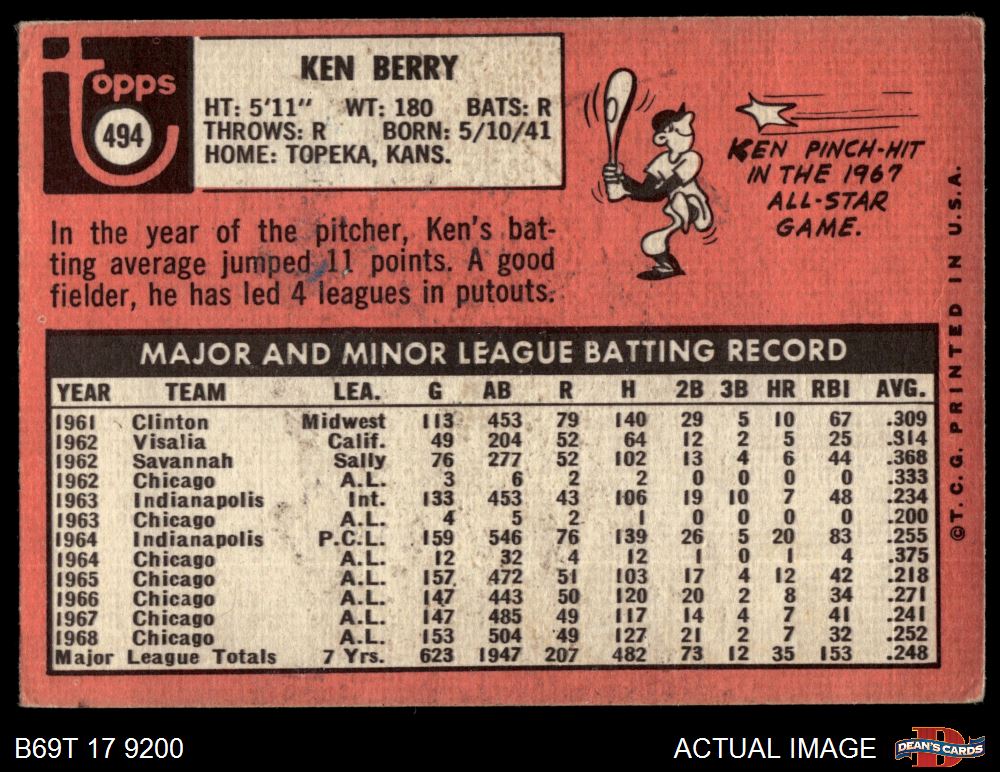 Topps
494
KEN BERRY
HT: 5'11" WT: 180 BATS: R
THROWS: R BORN: 5/10/41
HOME: TOPEKA, KANS.
KEN PINCH-HIT
IN THE 1967
ALL-STAR
GAME.
In the year of the pitcher, Ken's bat-
ting average jumped 11 points. A good
fielder, he has led 4 leagues in putouts.
MAJOR AND MINOR LEAGUE BATTING RECORD
YEAR TEAM LEA. G AB R H 2B 3B HR RBI AVG.
1961 Clinton Midwest 113 453 79 140 29 5 10 67 .309
1962 Visalia Calif. 49 204 52 64 12 2 5 25 .314
1962 Savannah Sally 76 277 52 102 13 4 6 44 .368
1962 Chicago A.L. 3 6 2 2 0 0 0 0 .333
1963 Indianapolis Int. 133 453 43 106 19 10 7 48 .234
1963 Chicago A.L. 4 5 2 1 0 0 0 0 .200
1964 Indianapolis P.C.L. 159 546 76 139 26 5 20 83 .255
1964 Chicago A.L. 12 32 4 12 1 0 1 4 .375
1965 Chicago A.L. 157 472 51 103 17 4 12 42 .218
1966 Chicago A.L. 147 443 50 120 20 2 8 34 .271
1967 Chicago A.L. 147 485 49 117 14 4 7 41 .241
1968 Chicago A.L. 153 504 49 127 21 2 7 32 .252
Major League Totals 7 Yrs. 623 1947 207 482 73 12 35 153 .248
©T.C.G. PRINTED IN U.S.A.
B69T 17 9200
ACTUAL IMAGE
D
DEAN'S CARDS